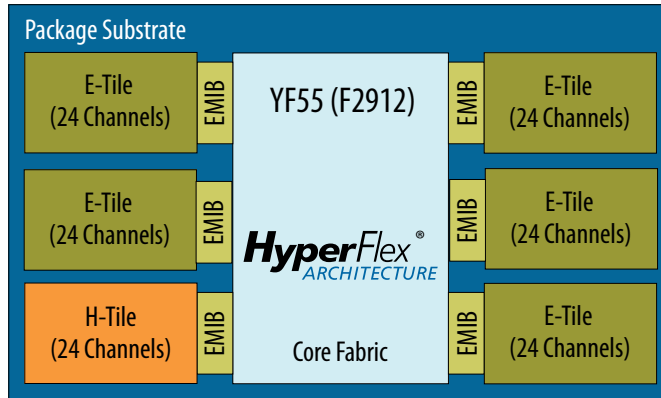 Package Substrate
E-Tile
(24 Channels)
EMIB
YF55 (F2912)
EMIB
E-Tile
(24 Channels)
E-Tile
(24 Channels)
EMIB
HyperFlex®
ARCHITECTURE
EMIB
E-Tile
(24 Channels)
H-Tile
(24 Channels)
EMIB
Core Fabric
EMIB
E-Tile
(24 Channels)